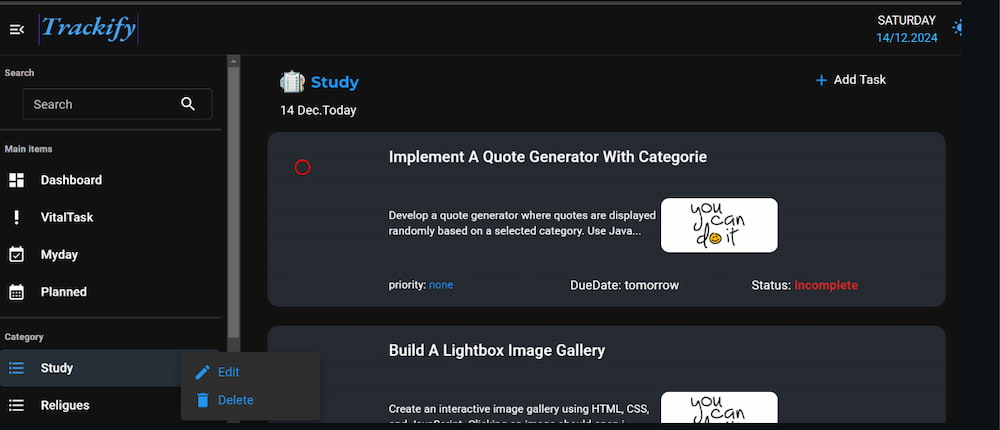 Trackify
SATURDAY
14/12.2024
Search
Search
Main items
Dashboard
VitalTask
Myday
Planned
Category
Study
Religues
Edit
Delete
Study
Add Task
14 Dec.Today
Implement A Quote Generator With Categorie
Develop a quote generator where quotes are displayed
randomly based on a selected category. Use Java...
you
can
do it
priority: none
DueDate: tomorrow
Status: Incomplete
Build A Lightbox Image Gallery
Create an interactive image gallery using HTML, CSS,
and JavaScript. Clicking an image should open i
you
can